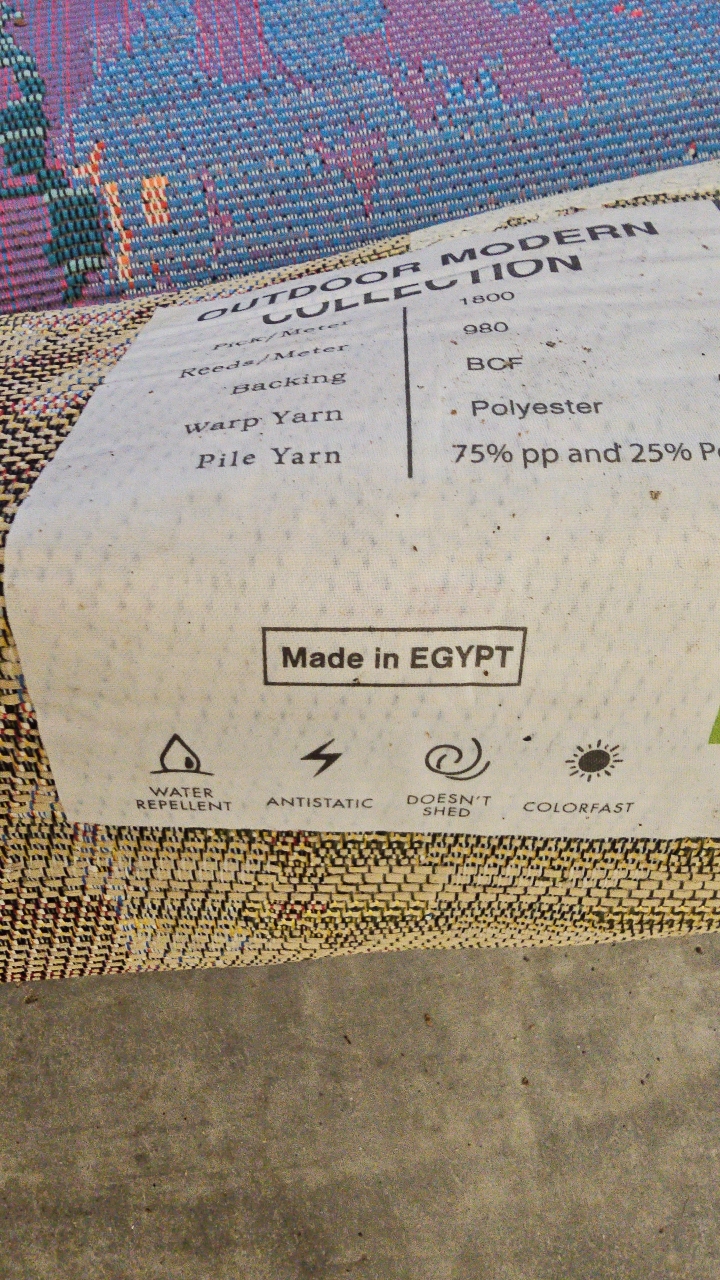 OUTDOOR MODERN
COLLECTION
Pick/Meter 1800
Reeds/Meter 980
Backing BCF
Warp Yarn Polyester
Pile Yarn 75% pp and 25% Po
Made in EGYPT
WATER REPELLENT
ANTISTATIC
DOESN'T SHED
COLORFAST